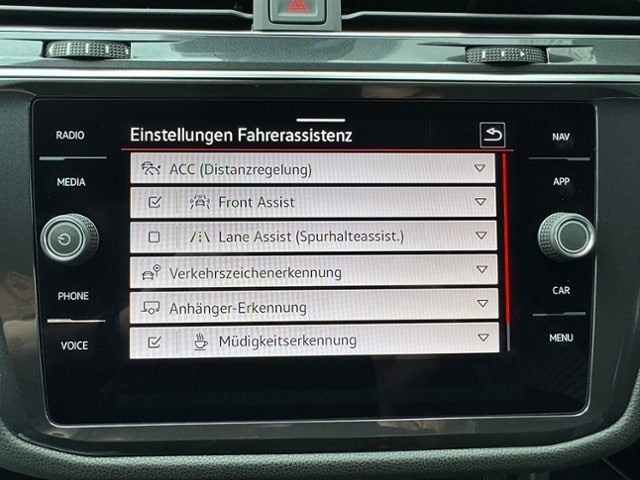 Einstellungen Fahrerassistenz
RADIO
MEDIA
PHONE
VOICE
ACC (Distanzregelung)
Front Assist
Lane Assist (Spurhalteassist.)
Verkehrszeichenerkennung
Anhänger-Erkennung
Müdigkeitserkennung
NAV
APP
CAR
MENU